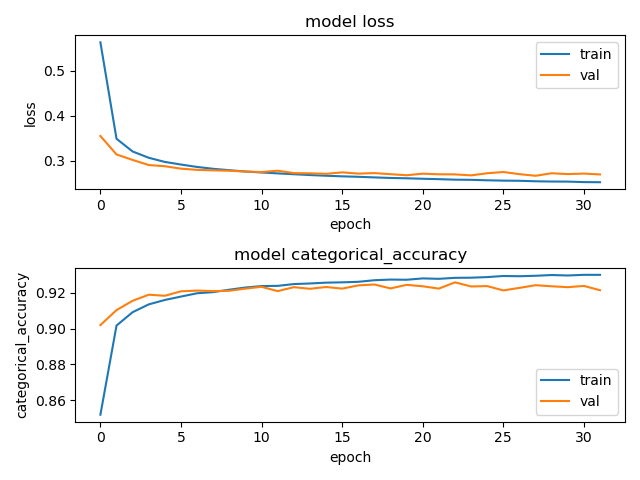 model loss
loss
0.5
0.4
0.3
train
val
0 5 10 15 20 25 30
epoch
model categorical_accuracy
categorical_accuracy
0.92
0.90
0.88
0.86
train
val
0 5 10 15 20 25 30
epoch